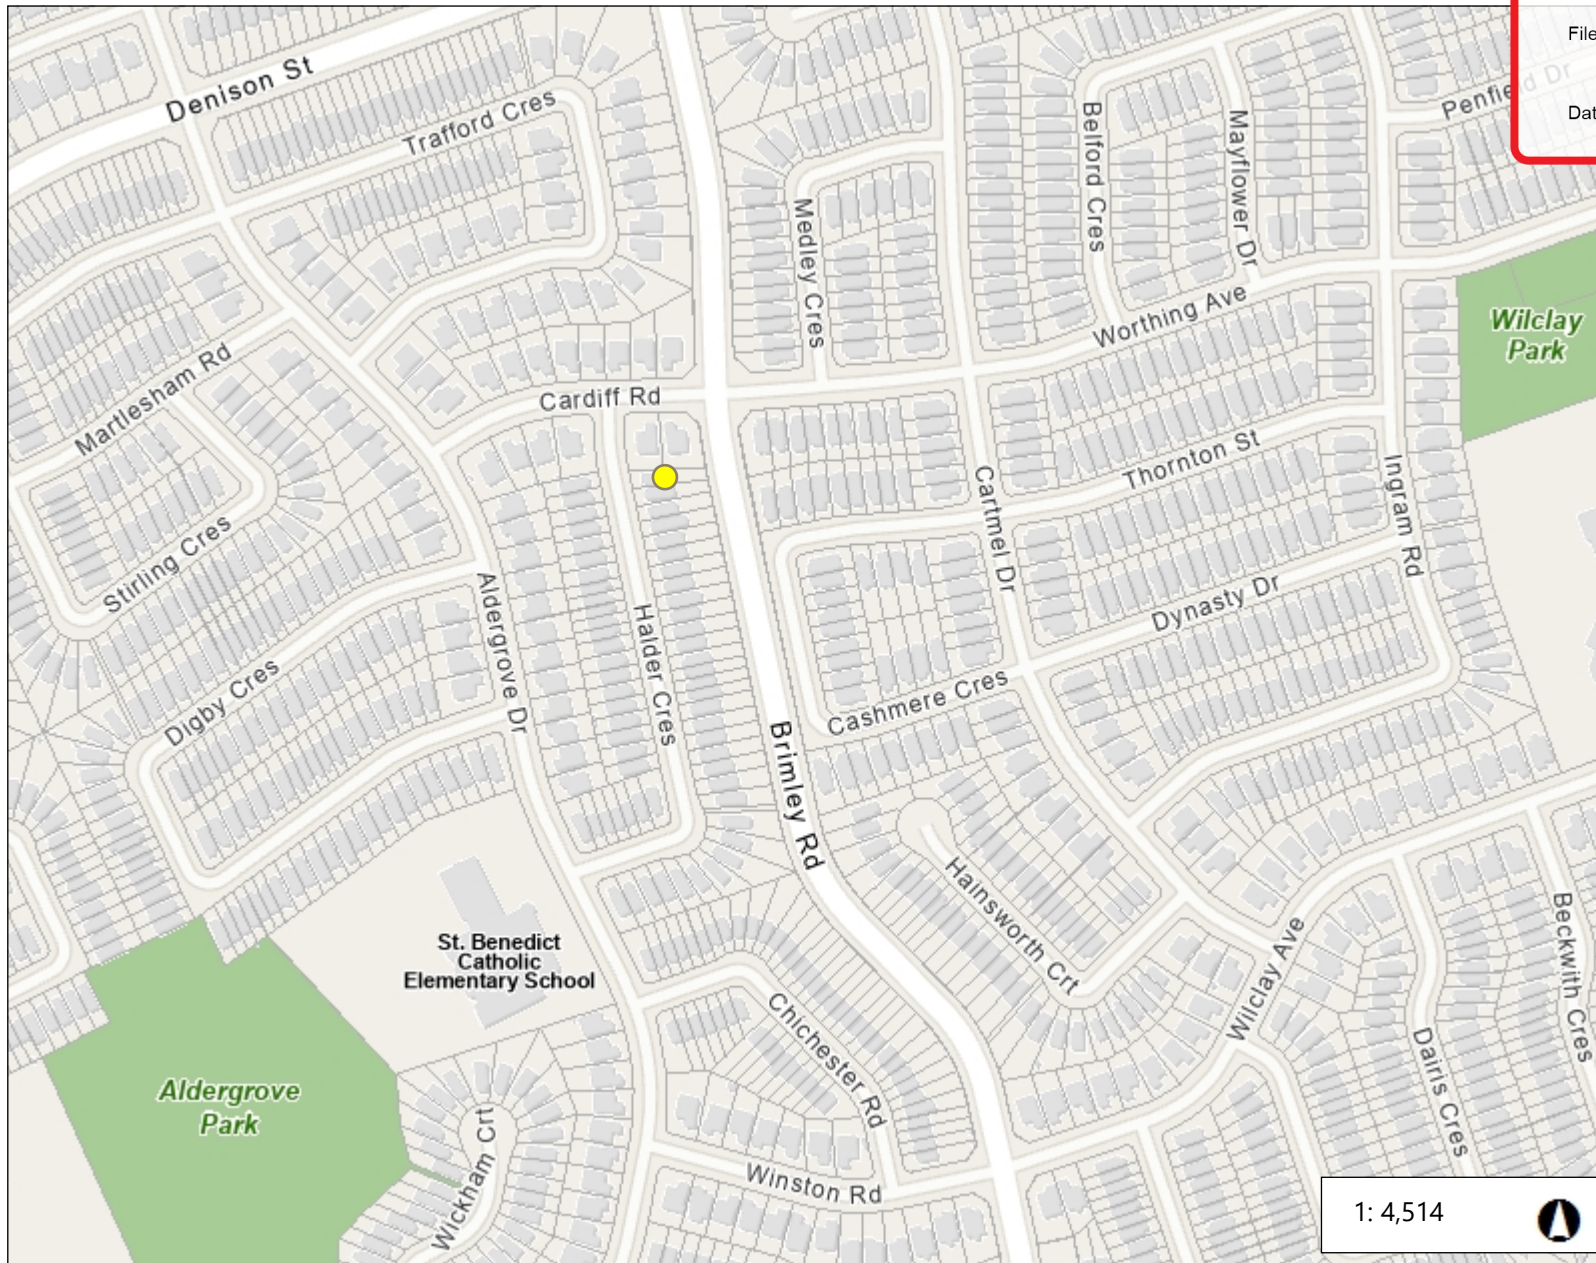 File
Denison St
Penfield Dr
Trafford Cres
Dat
Belford Cres
Mayflower Dr
Medley Cres
Worthing Ave
Wilclay
Park
Martlesham Rd
Cardiff Rd
Thornton St
Cartmel Dr
Ingram Rd
Stirling Cres
Aldergrove Dr
Halder Cres
Dynasty Dr
Digby Cres
Cashmere Cres
Brimley Rd
Hainsworth Crt
St. Benedict
Catholic
Elementary School
Wilclay Ave
Beckwith Cres
Chichester Rd
Dairis Cres
Aldergrove
Park
Wickham Crt
Winston Rd
1: 4,514